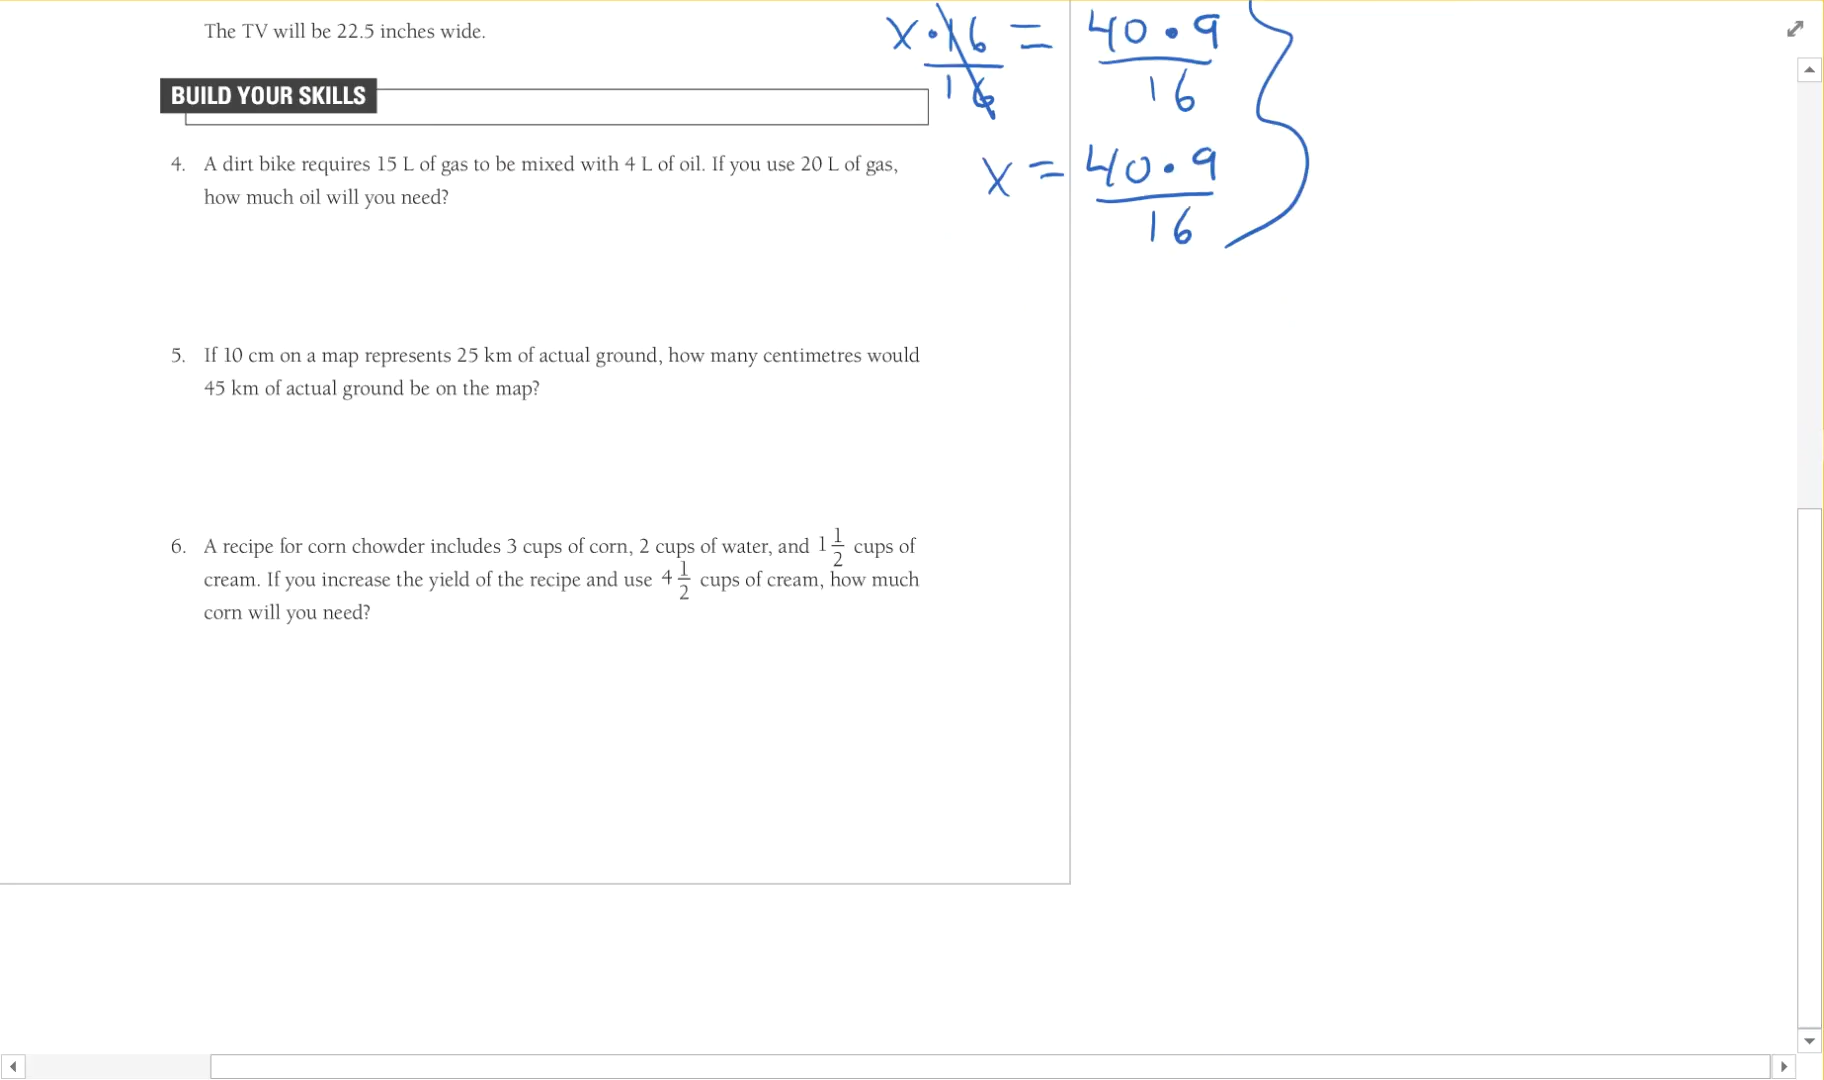 The TV will be 22.5 inches wide.
x · 16 / 16 = 40 · 9 / 16
BUILD YOUR SKILLS
x = 40 · 9 / 16
4. A dirt bike requires 15 L of gas to be mixed with 4 L of oil. If you use 20 L of gas,
how much oil will you need?
5. If 10 cm on a map represents 25 km of actual ground, how many centimetres would
45 km of actual ground be on the map?
6. A recipe for corn chowder includes 3 cups of corn, 2 cups of water, and 1 1/2 cups of
cream. If you increase the yield of the recipe and use 4 1/2 cups of cream, how much
corn will you need?